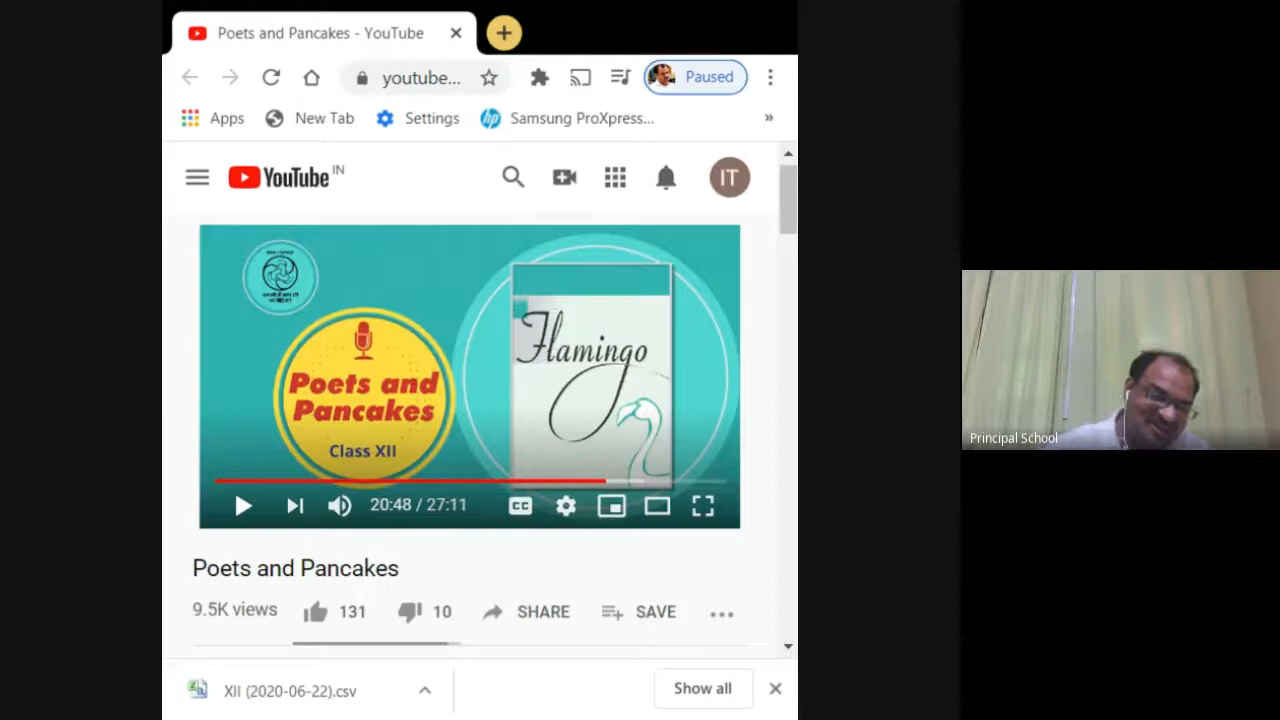 Poets and Pancakes - YouTube
youtube...
Paused
Apps
New Tab
Settings
Samsung ProXpress...
»
YouTube IN
IT
Poets and
Pancakes
Class XII
Flamingo
20:48 / 27:11
CC
Poets and Pancakes
9.5K views
131
10
SHARE
SAVE
XII (2020-06-22).csv
Show all
Principal School